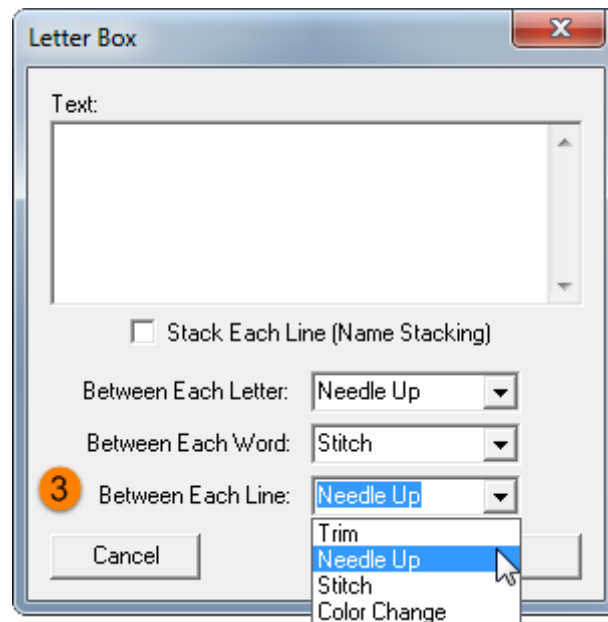 Letter Box
x
Text:
Stack Each Line (Name Stacking)
Between Each Letter: Needle Up
Between Each Word: Stitch
3 Between Each Line: Needle Up
Trim
Needle Up
Stitch
Color Change
Cancel